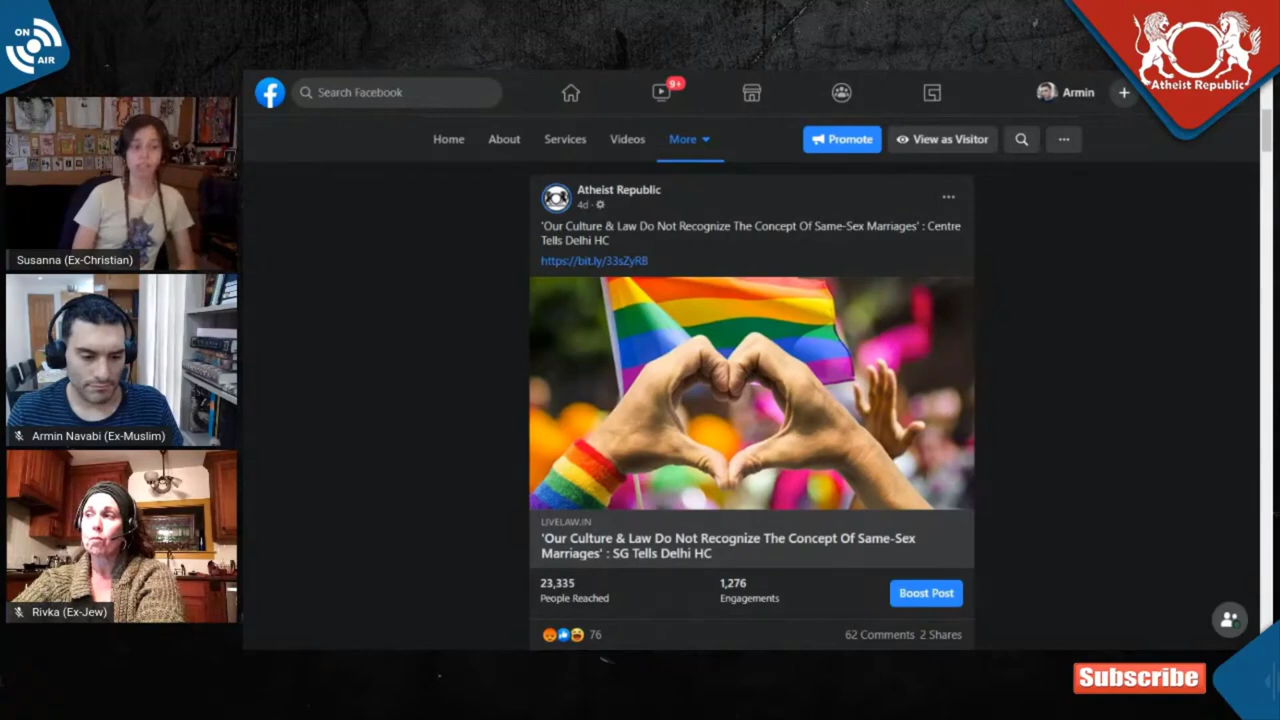 ON
AIR
Search Facebook
9+
Armin
Atheist Republic
Home
About
Services
Videos
More
Promote
View as Visitor
Atheist Republic
4d
'Our Culture & Law Do Not Recognize The Concept Of Same-Sex Marriages' : Centre
Tells Delhi HC
https://bit.ly/33sZyRB
Susanna (Ex-Christian)
Armin Navabi (Ex-Muslim)
Rivka (Ex-Jew)
LIVELAW.IN
'Our Culture & Law Do Not Recognize The Concept Of Same-Sex
Marriages' : SG Tells Delhi HC
23,335
People Reached
1,276
Engagements
Boost Post
76
62 Comments 2 Shares
Subscribe